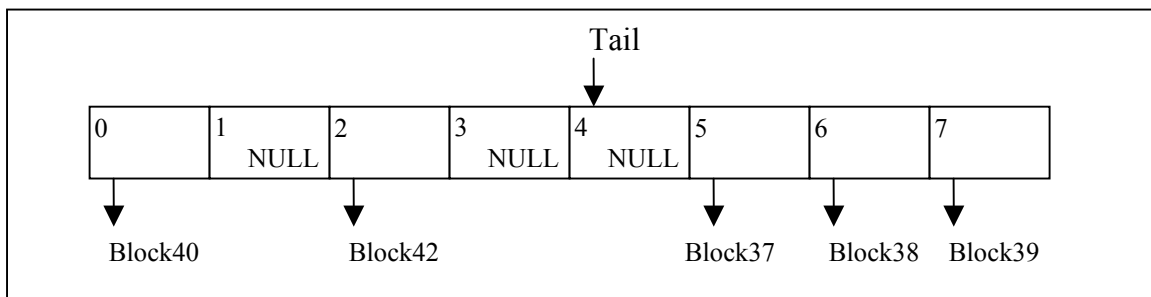 Tail
0 1 2 3 4 5 6 7
NULL NULL NULL
Block40 Block42 Block37 Block38 Block39